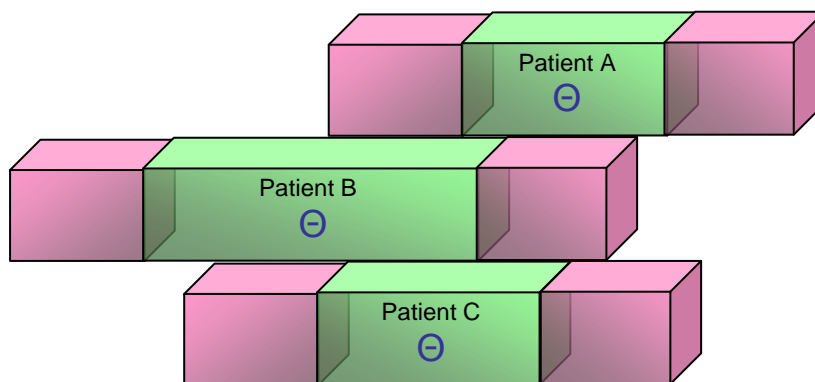 Patient A
Θ
Patient B
Θ
Patient C
Θ